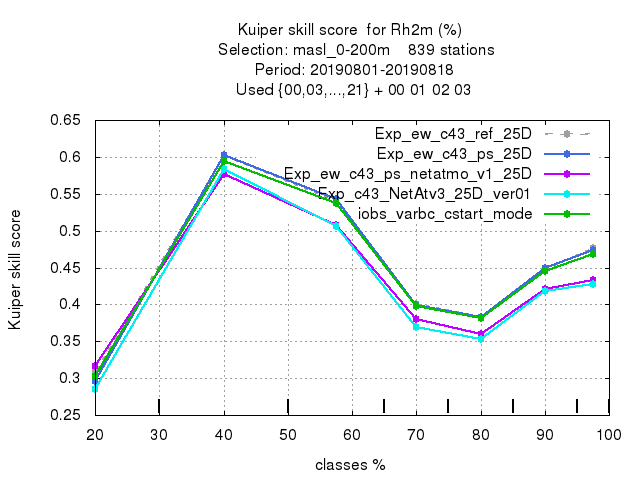 Kuiper skill score  for Rh2m (%)
Selection: masl_0-200m    839 stations
Period: 20190801-20190818
Used {00,03,...,21} + 00 01 02 03
Exp_ew_c43_ref_25D
Exp_ew_c43_ps_25D
Exp_ew_c43_ps_netatmo_v1_25D
Exp_c43_NetAtv3_25D_ver01
iobs_varbc_cstart_mode
Kuiper skill score
0.65
0.6
0.55
0.5
0.45
0.4
0.35
0.3
0.25
20 30 40 50 60 70 80 90 100
classes %